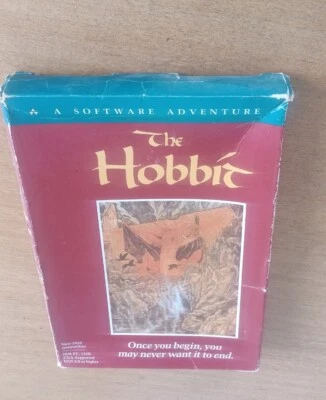 A SOFTWARE ADVENTURE
The
Hobbit
Once you begin, you
may never want it to end.